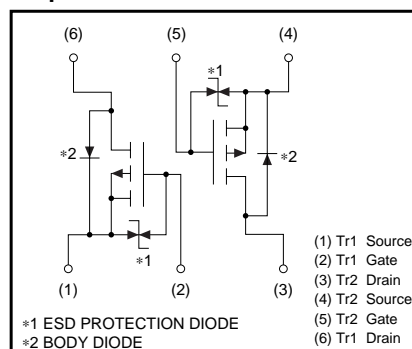 (6) (5) (4)
∗1
∗2 ∗2
∗1
(1) (2) (3)
(1) Tr1 Source
(2) Tr1 Gate
(3) Tr2 Drain
(4) Tr2 Source
(5) Tr2 Gate
(6) Tr1 Drain
∗1 ESD PROTECTION DIODE
∗2 BODY DIODE